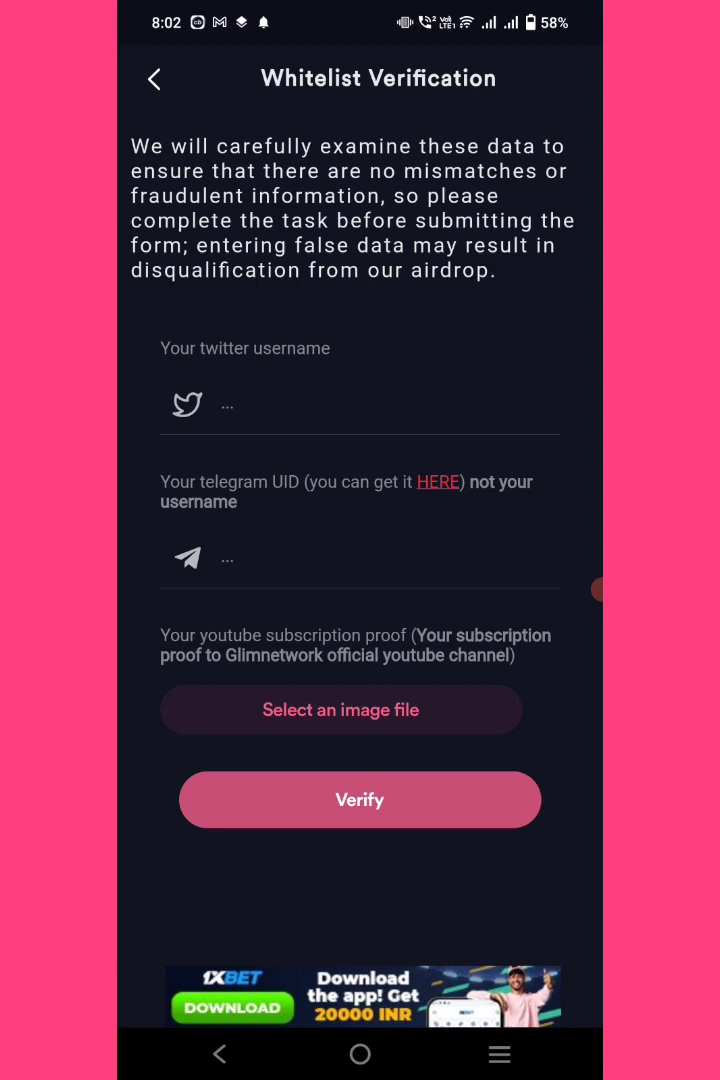 8:02
58%
Whitelist Verification
We will carefully examine these data to
ensure that there are no mismatches or
fraudulent information, so please
complete the task before submitting the
form; entering false data may result in
disqualification from our airdrop.
Your twitter username
...
Your telegram UID (you can get it HERE) not your
username
...
Your youtube subscription proof (Your subscription
proof to Glimnetwork official youtube channel)
Select an image file
Verify
1XBET
DOWNLOAD
Download
the app! Get
20000 INR